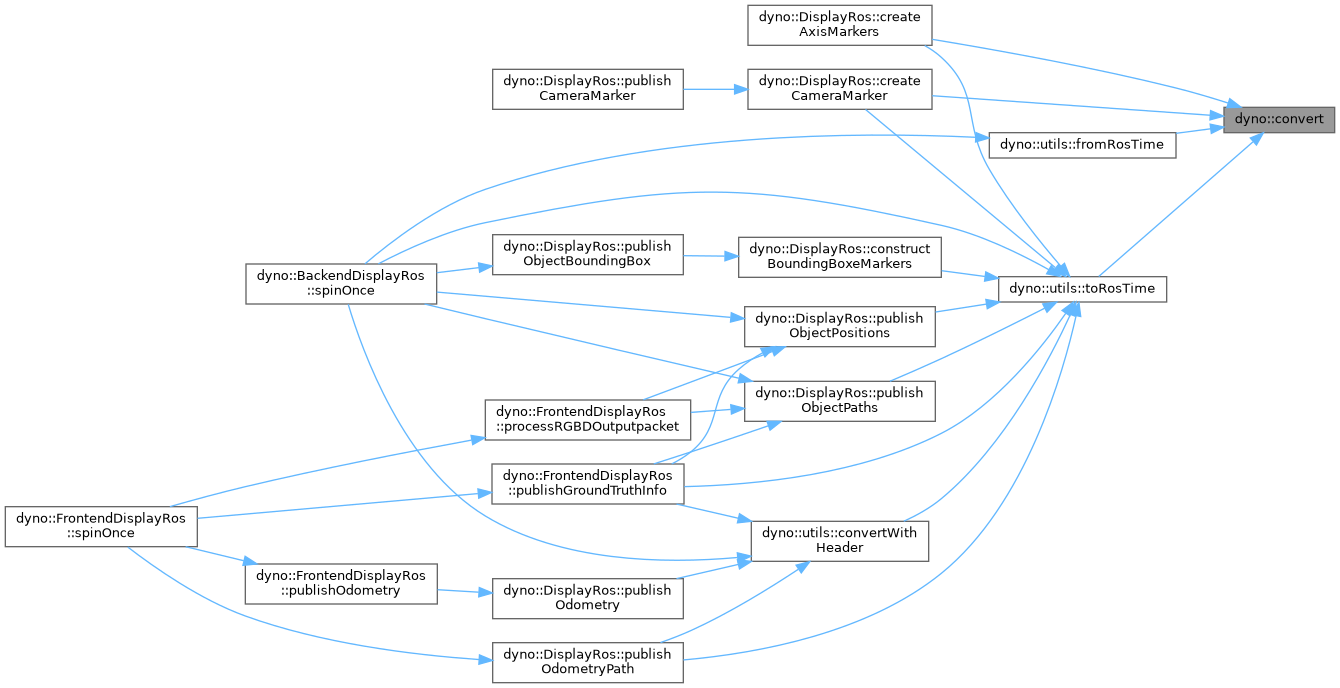 dyno::DisplayRos::create
AxisMarkers
dyno::DisplayRos::publish
CameraMarker
dyno::DisplayRos::create
CameraMarker
dyno::convert
dyno::utils::fromRosTime
dyno::BackendDisplayRos
::spinOnce
dyno::DisplayRos::publish
ObjectBoundingBox
dyno::DisplayRos::construct
BoundingBoxeMarkers
dyno::utils::toRosTime
dyno::DisplayRos::publish
ObjectPositions
dyno::DisplayRos::publish
ObjectPaths
dyno::FrontendDisplayRos
::processRGBDOutputpacket
dyno::FrontendDisplayRos
::publishGroundTruthInfo
dyno::FrontendDisplayRos
::spinOnce
dyno::utils::convertWith
Header
dyno::FrontendDisplayRos
::publishOdometry
dyno::DisplayRos::publish
Odometry
dyno::DisplayRos::publish
OdometryPath